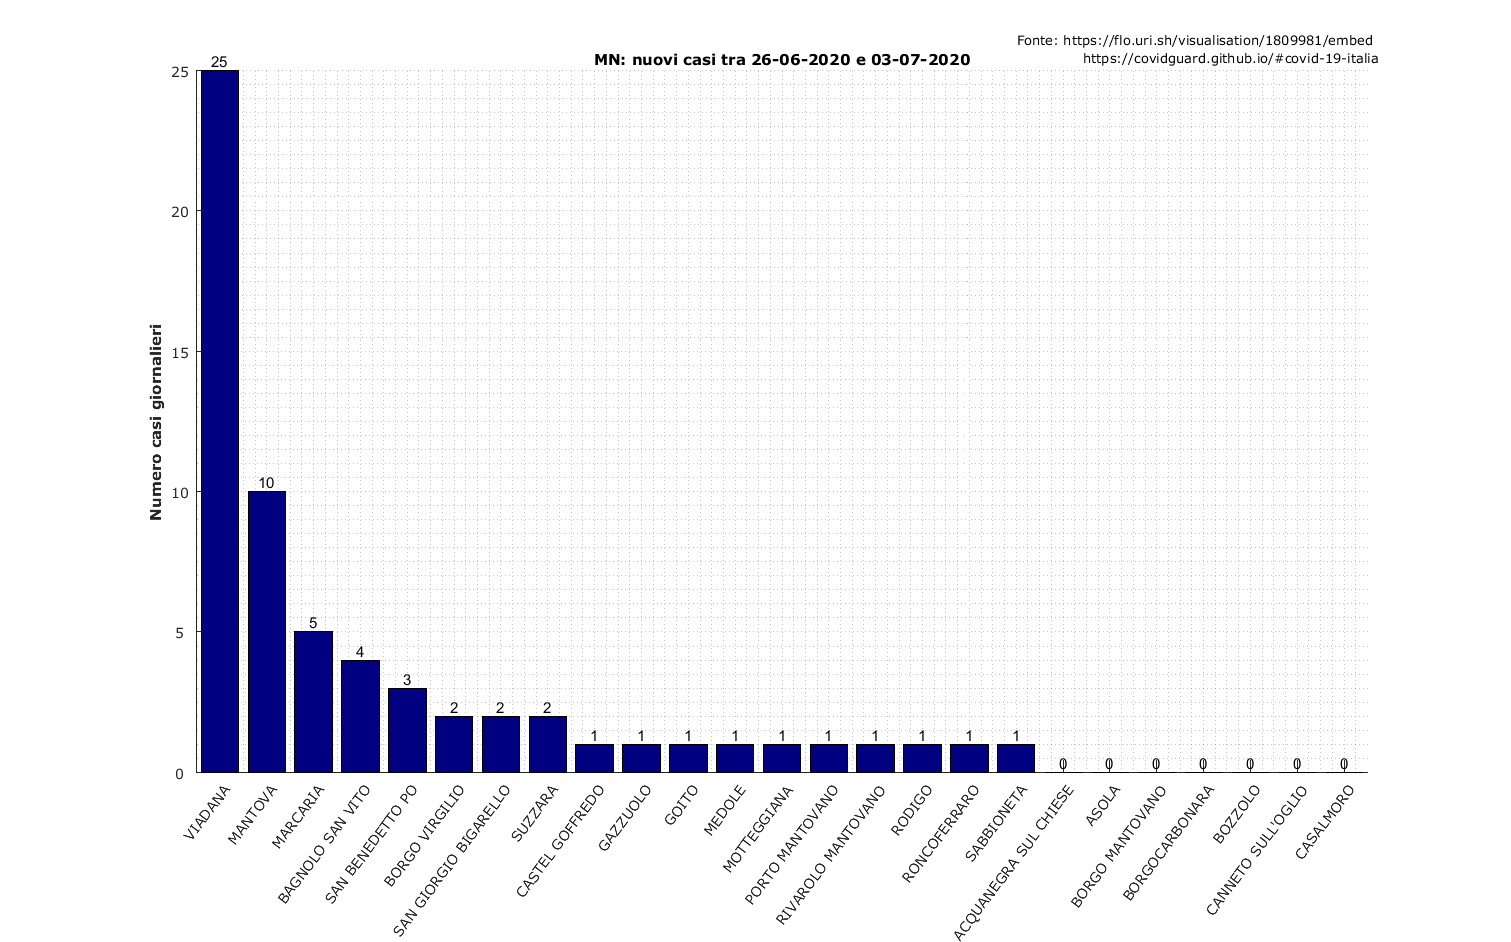 Fonte: https://flo.uri.sh/visualisation/1809981/embed
https://covidguard.github.io/#covid-19-italia
MN: nuovi casi tra 26-06-2020 e 03-07-2020
Numero casi giornalieri
25
20
15
10
5
0
25
10
5
4
3
2
2
2
1
1
1
1
1
1
1
1
1
1
0
0
0
0
0
0
0
VIADANA
MANTOVA
MARCARIA
BAGNOLO SAN VITO
SAN BENEDETTO PO
BORGO VIRGILIO
SAN GIORGIO BIGARELLO
SUZZARA
CASTEL GOFFREDO
GAZZUOLO
GOITO
MEDOLE
MOTTEGGIANA
PORTO MANTOVANO
RIVAROLO MANTOVANO
RODIGO
RONCOFERRARO
SABBIONETA
ACQUANEGRA SUL CHIESE
ASOLA
BORGO MANTOVANO
BORGOCARBONARA
BOZZOLO
CANNETO SULL'OGLIO
CASALMORO